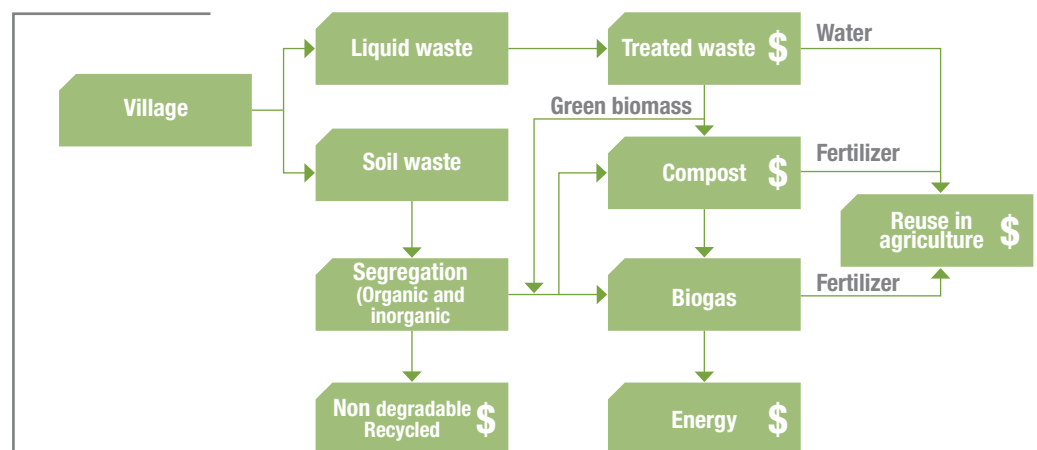 Liquid waste
Treated waste $
Water
Village
Green biomass
Soil waste
Compost $
Fertilizer
Reuse in
agriculture $
Segregation
(Organic and
inorganic
Biogas
Fertilizer
Non degradable
Recycled $
Energy $